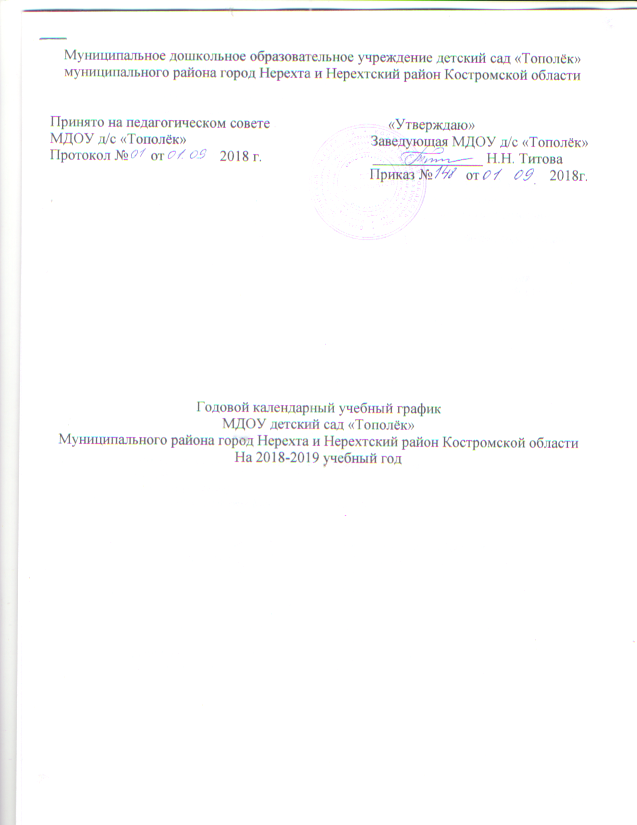 Муниципальное дошкольное образовательное учреждение детский сад «Тополёк»
муниципального района город Нерехта и Нерехтский район Костромской области
Принято на педагогическом совете
МДОУ д/с «Тополёк»
Протокол № 01 от 01.09 2018 г.
«Утверждаю»
Заведующая МДОУ д/с «Тополёк»
Н.Н. Титова
Приказ № 148 от 01 09. 2018г.
Годовой календарный учебный график
МДОУ детский сад «Тополёк»
Муниципального района город Нерехта и Нерехтский район Костромской области
На 2018-2019 учебный год